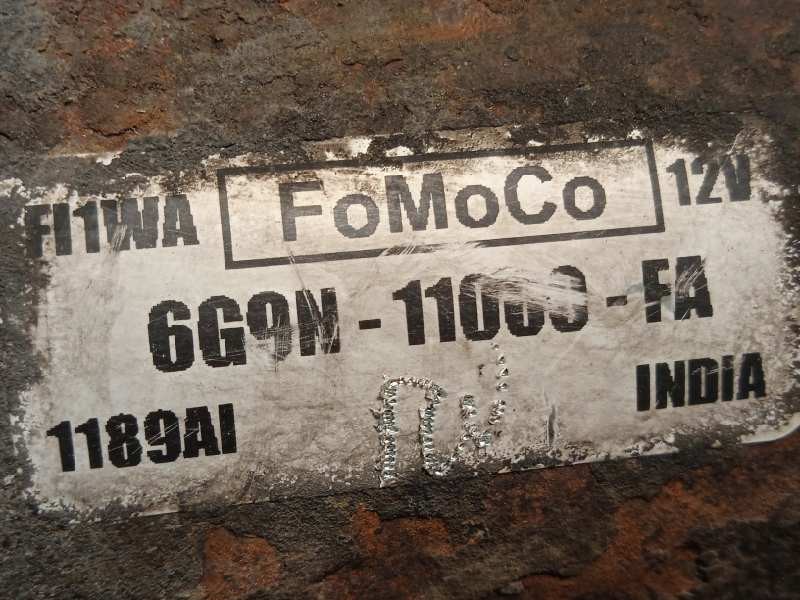 FI1WA FoMoCo 12V
6G9N-11000-FA
INDiA
1189AI